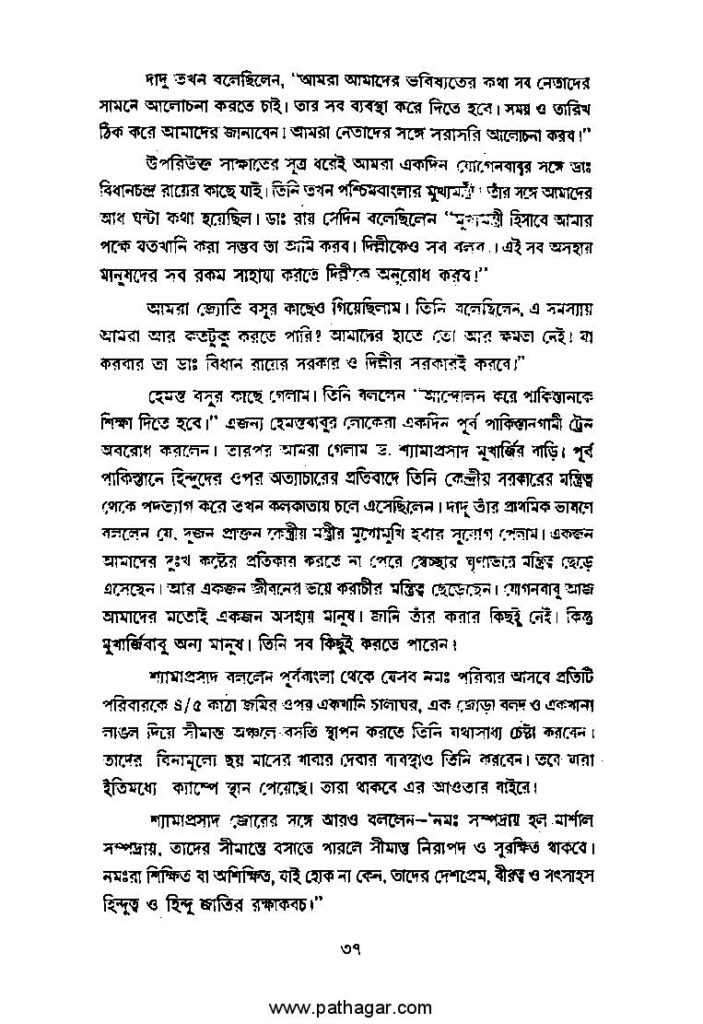 দাদু তখন বলেছিলেন, "আমরা আমাদের ভবিষ্যতের কথা সব নেতাদের
সামনে আলোচনা করতে চাই। তার সব ব্যবস্থা করে দিতে হবে। সময় ও তারিখ
ঠিক করে আমাদের জানাবেন। আমরা নেতাদের সঙ্গে সরাসরি আলোচনা করব।"
উপরিউক্ত সাক্ষাতের সূত্র ধরেই আমরা একদিন যোগেনবাবুর সঙ্গে ডাঃ
বিধানচন্দ্র রায়ের কাছে যাই। তিনি তখন পশ্চিমবাংলার মুখ্যমন্ত্রী। তাঁর সঙ্গে আমাদের
আধ ঘন্টা কথা হয়েছিল। ডাঃ রায় সেদিন বলেছিলেন "মুখ্যমন্ত্রী হিসাবে আমার
পক্ষে যতখানি করা সম্ভব তা আমি করব। দিল্লীকেও সব বলব। এই সব অসহায়
মানুষদের সব রকম সাহায্য করতে দিল্লীকে অনুরোধ করব।"
আমরা জ্যোতি বসুর কাছেও গিয়েছিলাম। তিনি বলেছিলেন, এ সমস্যায়
আমরা আর কতটুকু করতে পারি? আমাদের হাতে তো আর ক্ষমতা নেই। যা
করবার তা ডাঃ বিধান রায়ের সরকার ও দিল্লীর সরকারই করবে।"
হেমন্ত বসুর কাছে গেলাম। তিনি বললেন "আন্দোলন করে পাকিস্তানকে
শিক্ষা দিতে হবে।" এজন্য হেমন্তবাবুর লোকেরা একদিন পূর্ব পাকিস্তানগামী ট্রেন
অবরোধ করলেন। তারপর আমরা গেলাম ড. শ্যামাপ্রসাদ মুখার্জির বাড়ি। পূর্ব
পাকিস্তানে হিন্দুদের ওপর অত্যাচারের প্রতিবাদে তিনি কেন্দ্রীয় সরকারের মন্ত্রিত্ব
থেকে পদত্যাগ করে তখন কলকাতায় চলে এসেছিলেন। দাদু তাঁর প্রাথমিক ভাষণে
বললেন যে, দুজন প্রাক্তন কেন্দ্রীয় মন্ত্রীর মুখোমুখি হবার সুযোগ পেলাম। একজন
আমাদের দুঃখ কষ্টের প্রতিকার করতে না পেরে স্বেচ্ছায় ঘৃণাভরে মন্ত্রিত্ব ছেড়ে
এসেছেন। আর একজন জীবনের ভয়ে করাচীর মন্ত্রিত্ব ছেড়েছেন। যোগনবাবু আজ
আমাদের মতোই একজন অসহায় মানুষ। জানি তাঁর করার কিছুই নেই। কিন্তু
মুখার্জিবাবু অন্য মানুষ। তিনি সব কিছুই করতে পারেন।
শ্যামাপ্রসাদ বললেন পূর্ববাংলা থেকে যেসব নমঃ পরিবার আসবে প্রতিটি
পরিবারকে ৪/৫ কাঠা জমির ওপর একখানি চালাঘর, এক জোড়া বলদ ও একখানা
লাঙল দিয়ে সীমান্ত অঞ্চলে বসতি স্থাপন করতে তিনি যথাসাধ্য চেষ্টা করবেন।
তাদের বিনামূল্যে ছয় মাসের খাবার দেবার ব্যবস্থাও তিনি করবেন। তবে যারা
ইতিমধ্যে ক্যাম্পে স্থান পেয়েছে। তারা থাকবে এর আওতার বাইরে।
শ্যামাপ্রসাদ জোরের সঙ্গে আরও বললেন–'নমঃ সম্প্রদায় হল মার্শাল
সম্প্রদায়, তাদের সীমান্তে বসাতে পারলে সীমান্ত নিরাপদ ও সুরক্ষিত থাকবে।
নমঃরা শিক্ষিত বা অশিক্ষিত, যাই হোক না কেন, তাদের দেশপ্রেম, বীরত্ব ও সৎসাহস
হিন্দুত্ব ও হিন্দু জাতির রক্ষাকবচ।"
৩৭
www.pathagar.com